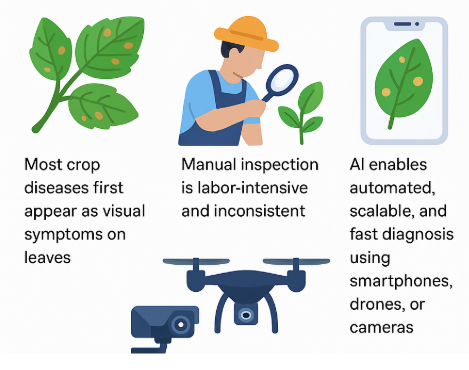 Most crop
diseases first
appear as visual
symptoms on
leaves
Manual inspection
is labor-intensive
and inconsistent
AI enables
automated,
scalable, and
fast diagnosis
using
smartphones,
drones, or
cameras